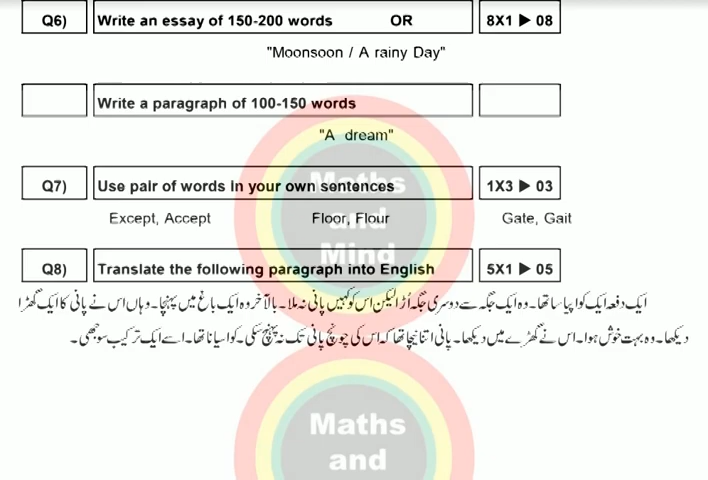 Q6) Write an essay of 150-200 words OR 8X1 ▶ 08
"Moonsoon / A rainy Day"
Write a paragraph of 100-150 words
"A dream"
Q7) Use pair of words in your own sentences 1X3 ▶ 03
Except, Accept Floor, Flour Gate, Gait
Q8) Translate the following paragraph into English 5X1 ▶ 05
ایک دفعہ ایک کوا پیاسا تھا۔ وہ ایک جگہ سے دوسری جگہ اُڑا لیکن اس کو کہیں پانی نہ ملا۔ بالآخر وہ ایک باغ میں پہنچا۔ وہاں اس نے پانی کا ایک گھڑا
دیکھا۔ وہ بہت خوش ہوا۔ اس نے گھڑے میں دیکھا۔ پانی اتنا نیچا تھا کہ اس کی چونچ پانی تک نہ پہنچ سکی۔ کوا سیانا تھا۔ اسے ایک ترکیب سوجھی۔
Maths
and
Mind
Maths
and